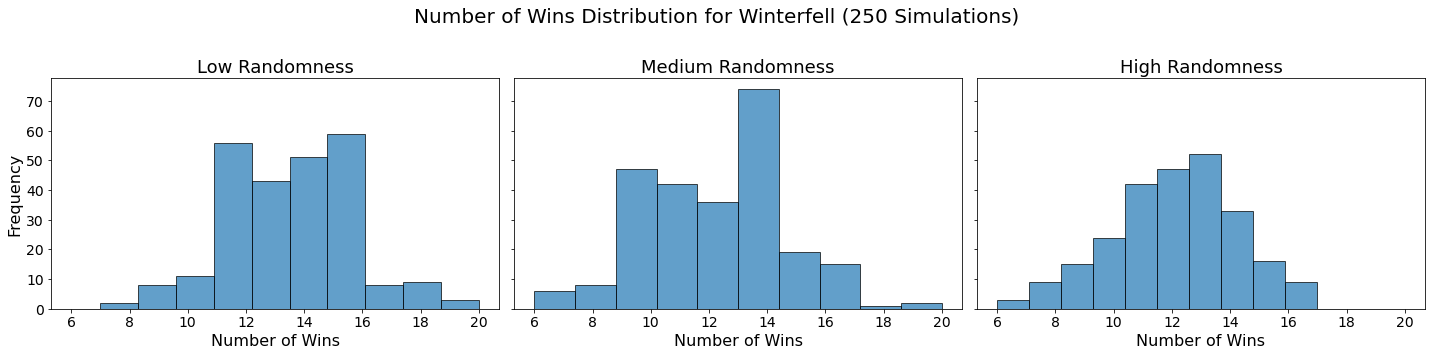 Number of Wins Distribution for Winterfell (250 Simulations)
Low Randomness
Medium Randomness
High Randomness
Frequency
70
60
50
40
30
20
10
0
6 8 10 12 14 16 18 20
6 8 10 12 14 16 18 20
6 8 10 12 14 16 18 20
Number of Wins
Number of Wins
Number of Wins